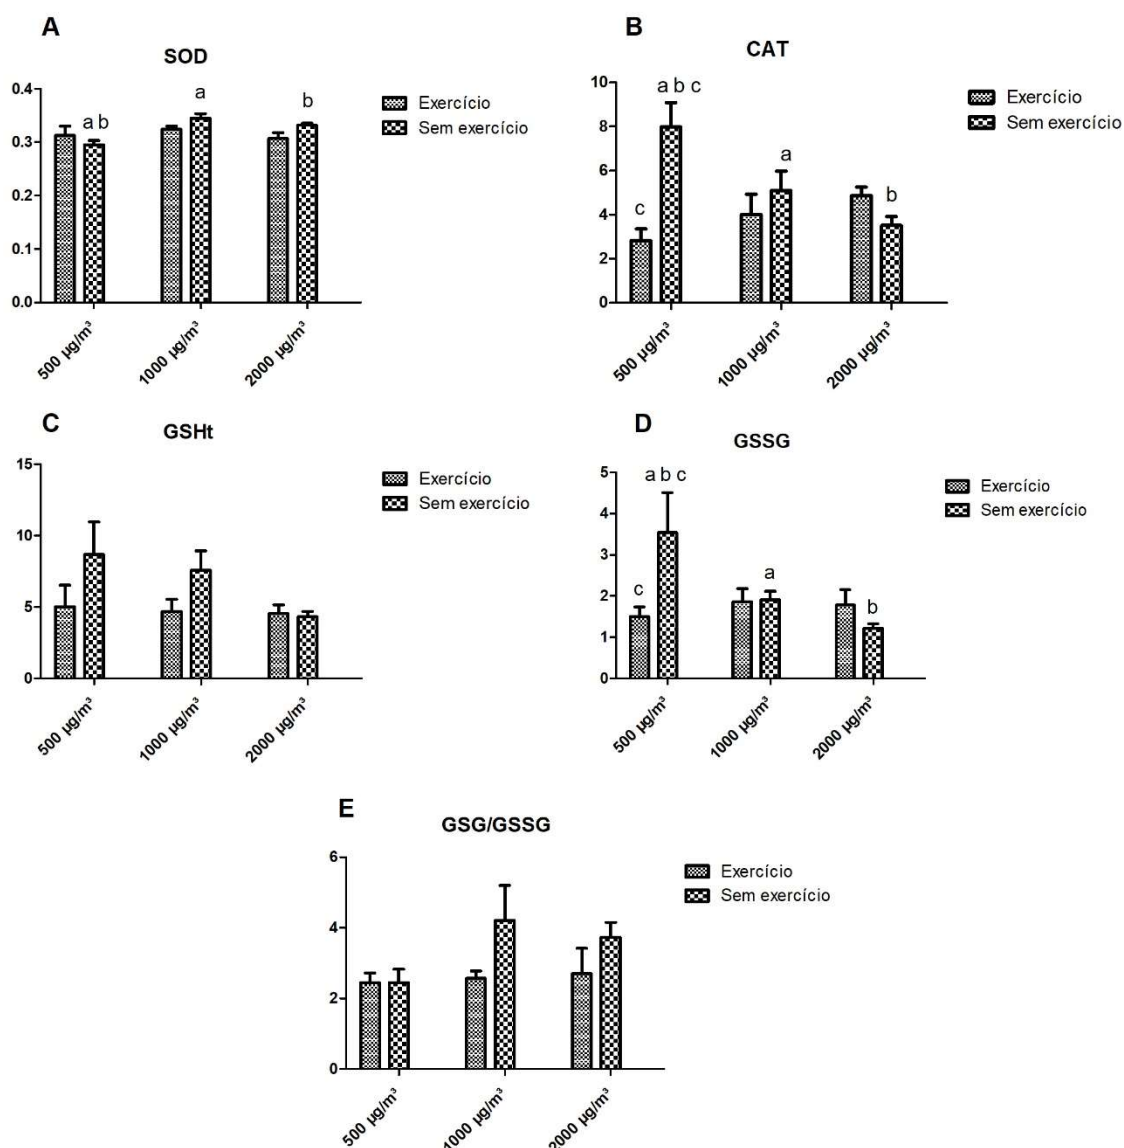 A
SOD
0.4
0.3
0.2
0.1
0.0
a b
a
b
500 µg/m³
1000 µg/m³
2000 µg/m³
Exercício
Sem exercício
B
CAT
10
8
6
4
2
0
c
a b c
a
b
500 µg/m³
1000 µg/m³
2000 µg/m³
Exercício
Sem exercício
C
GSHt
15
10
5
0
500 µg/m³
1000 µg/m³
2000 µg/m³
Exercício
Sem exercício
D
GSSG
5
4
3
2
1
0
c
a b c
a
b
500 µg/m³
1000 µg/m³
2000 µg/m³
Exercício
Sem exercício
E
GSG/GSSG
6
4
2
0
500 µg/m³
1000 µg/m³
2000 µg/m³
Exercício
Sem exercício